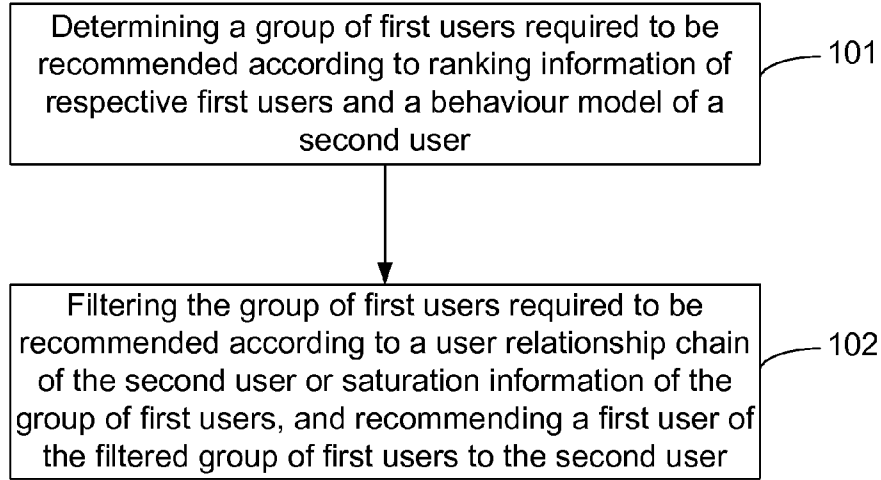 Determining a group of first users required to be
recommended according to ranking information of
respective first users and a behaviour model of a
second user
101
Filtering the group of first users required to be
recommended according to a user relationship chain
of the second user or saturation information of the
group of first users, and recommending a first user of
the filtered group of first users to the second user
102